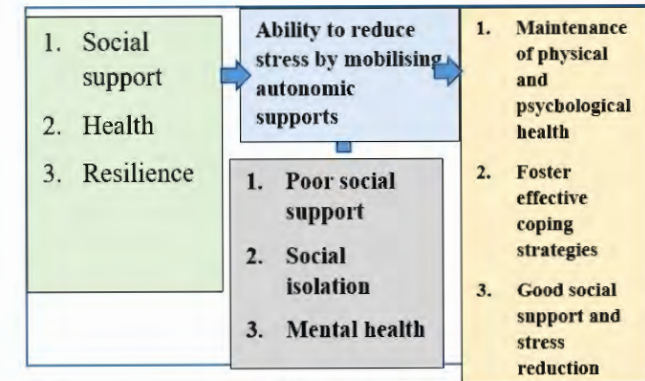 1. Social
support
2. Health
3. Resilience
Ability to reduce
stress by mobilising
autonomic
supports
1. Poor social
support
2. Social
isolation
3. Mental health
1. Maintenance
of physical
and
psychological
health
2. Foster
effective
coping
strategies
3. Good social
support and
stress
reduction